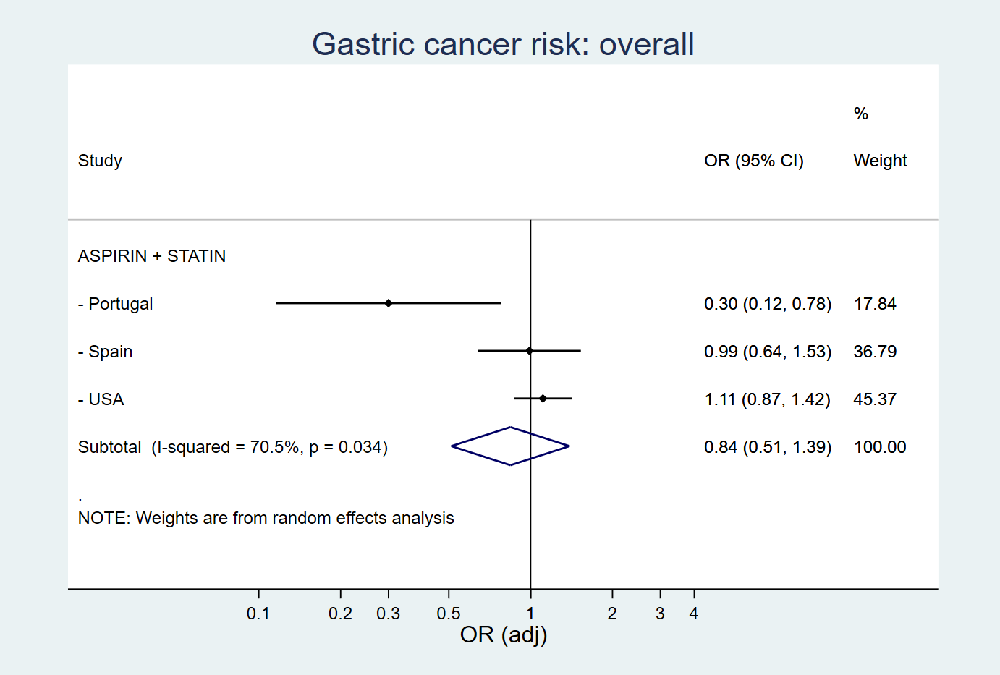 Gastric cancer risk: overall
%
Study OR (95% CI) Weight
ASPIRIN + STATIN
- Portugal 0.30 (0.12, 0.78) 17.84
- Spain 0.99 (0.64, 1.53) 36.79
- USA 1.11 (0.87, 1.42) 45.37
Subtotal (I-squared = 70.5%, p = 0.034) 0.84 (0.51, 1.39) 100.00
.
NOTE: Weights are from random effects analysis
0.1 0.2 0.3 0.5 1 2 3 4
OR (adj)